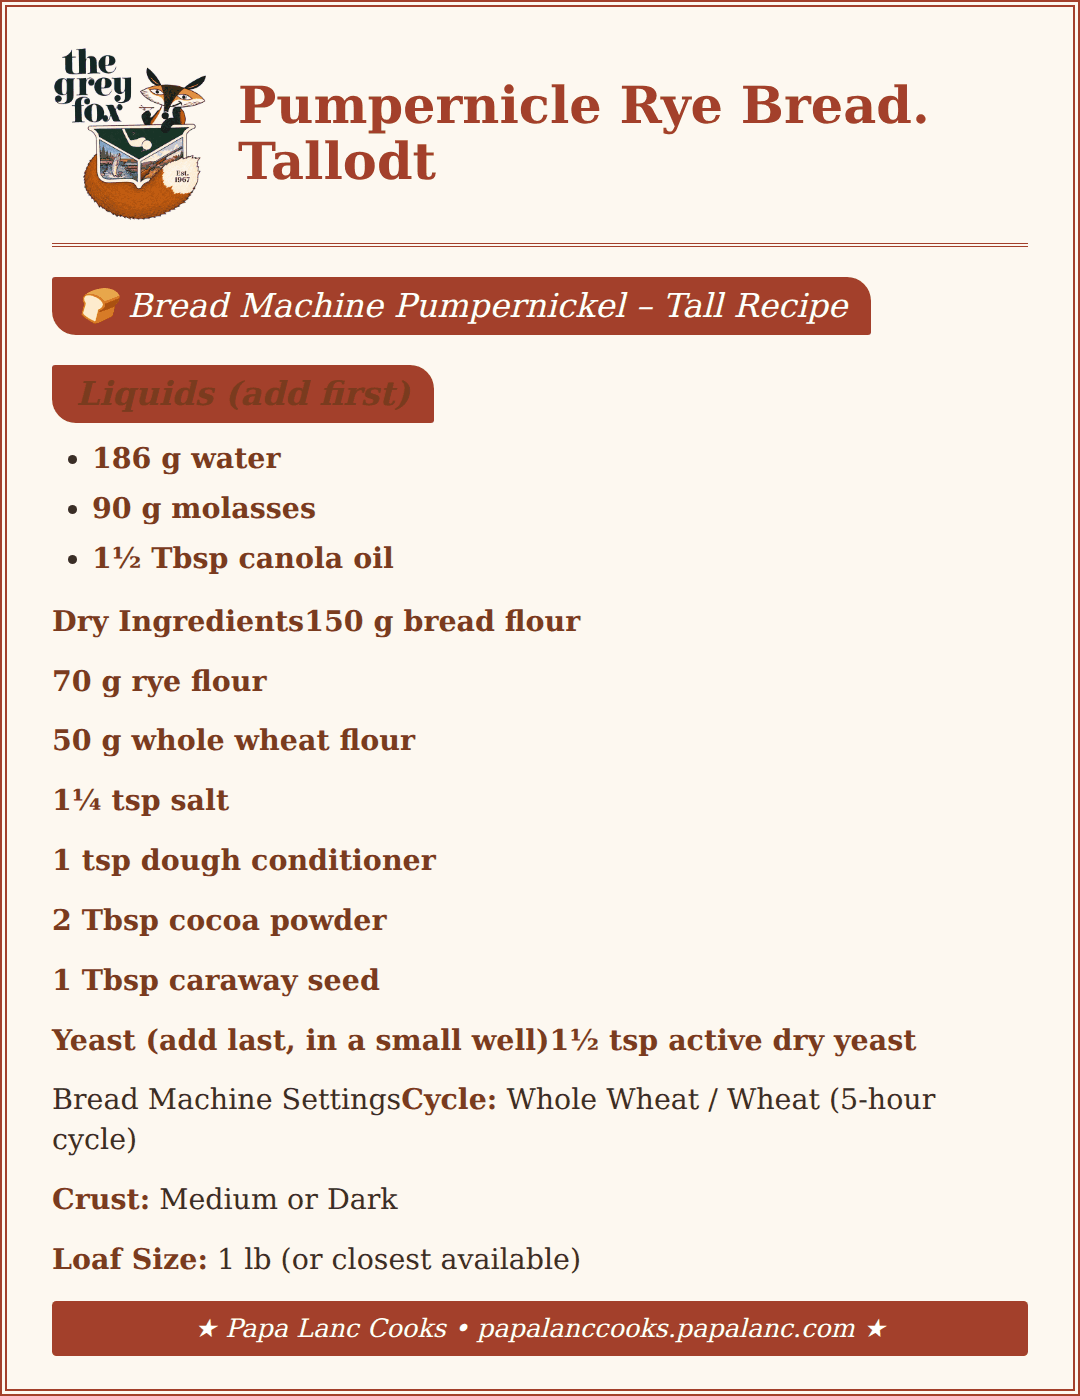 the
grey
fox
Est.
1967
Pumpernicle Rye Bread.
Tallodt
🍞 Bread Machine Pumpernickel – Tall Recipe
Liquids (add first)
• 186 g water
• 90 g molasses
• 1½ Tbsp canola oil
Dry Ingredients150 g bread flour
70 g rye flour
50 g whole wheat flour
1¼ tsp salt
1 tsp dough conditioner
2 Tbsp cocoa powder
1 Tbsp caraway seed
Yeast (add last, in a small well)1½ tsp active dry yeast
Bread Machine SettingsCycle: Whole Wheat / Wheat (5-hour
cycle)
Crust: Medium or Dark
Loaf Size: 1 lb (or closest available)
★ Papa Lanc Cooks • papalanccooks.papalanc.com ★